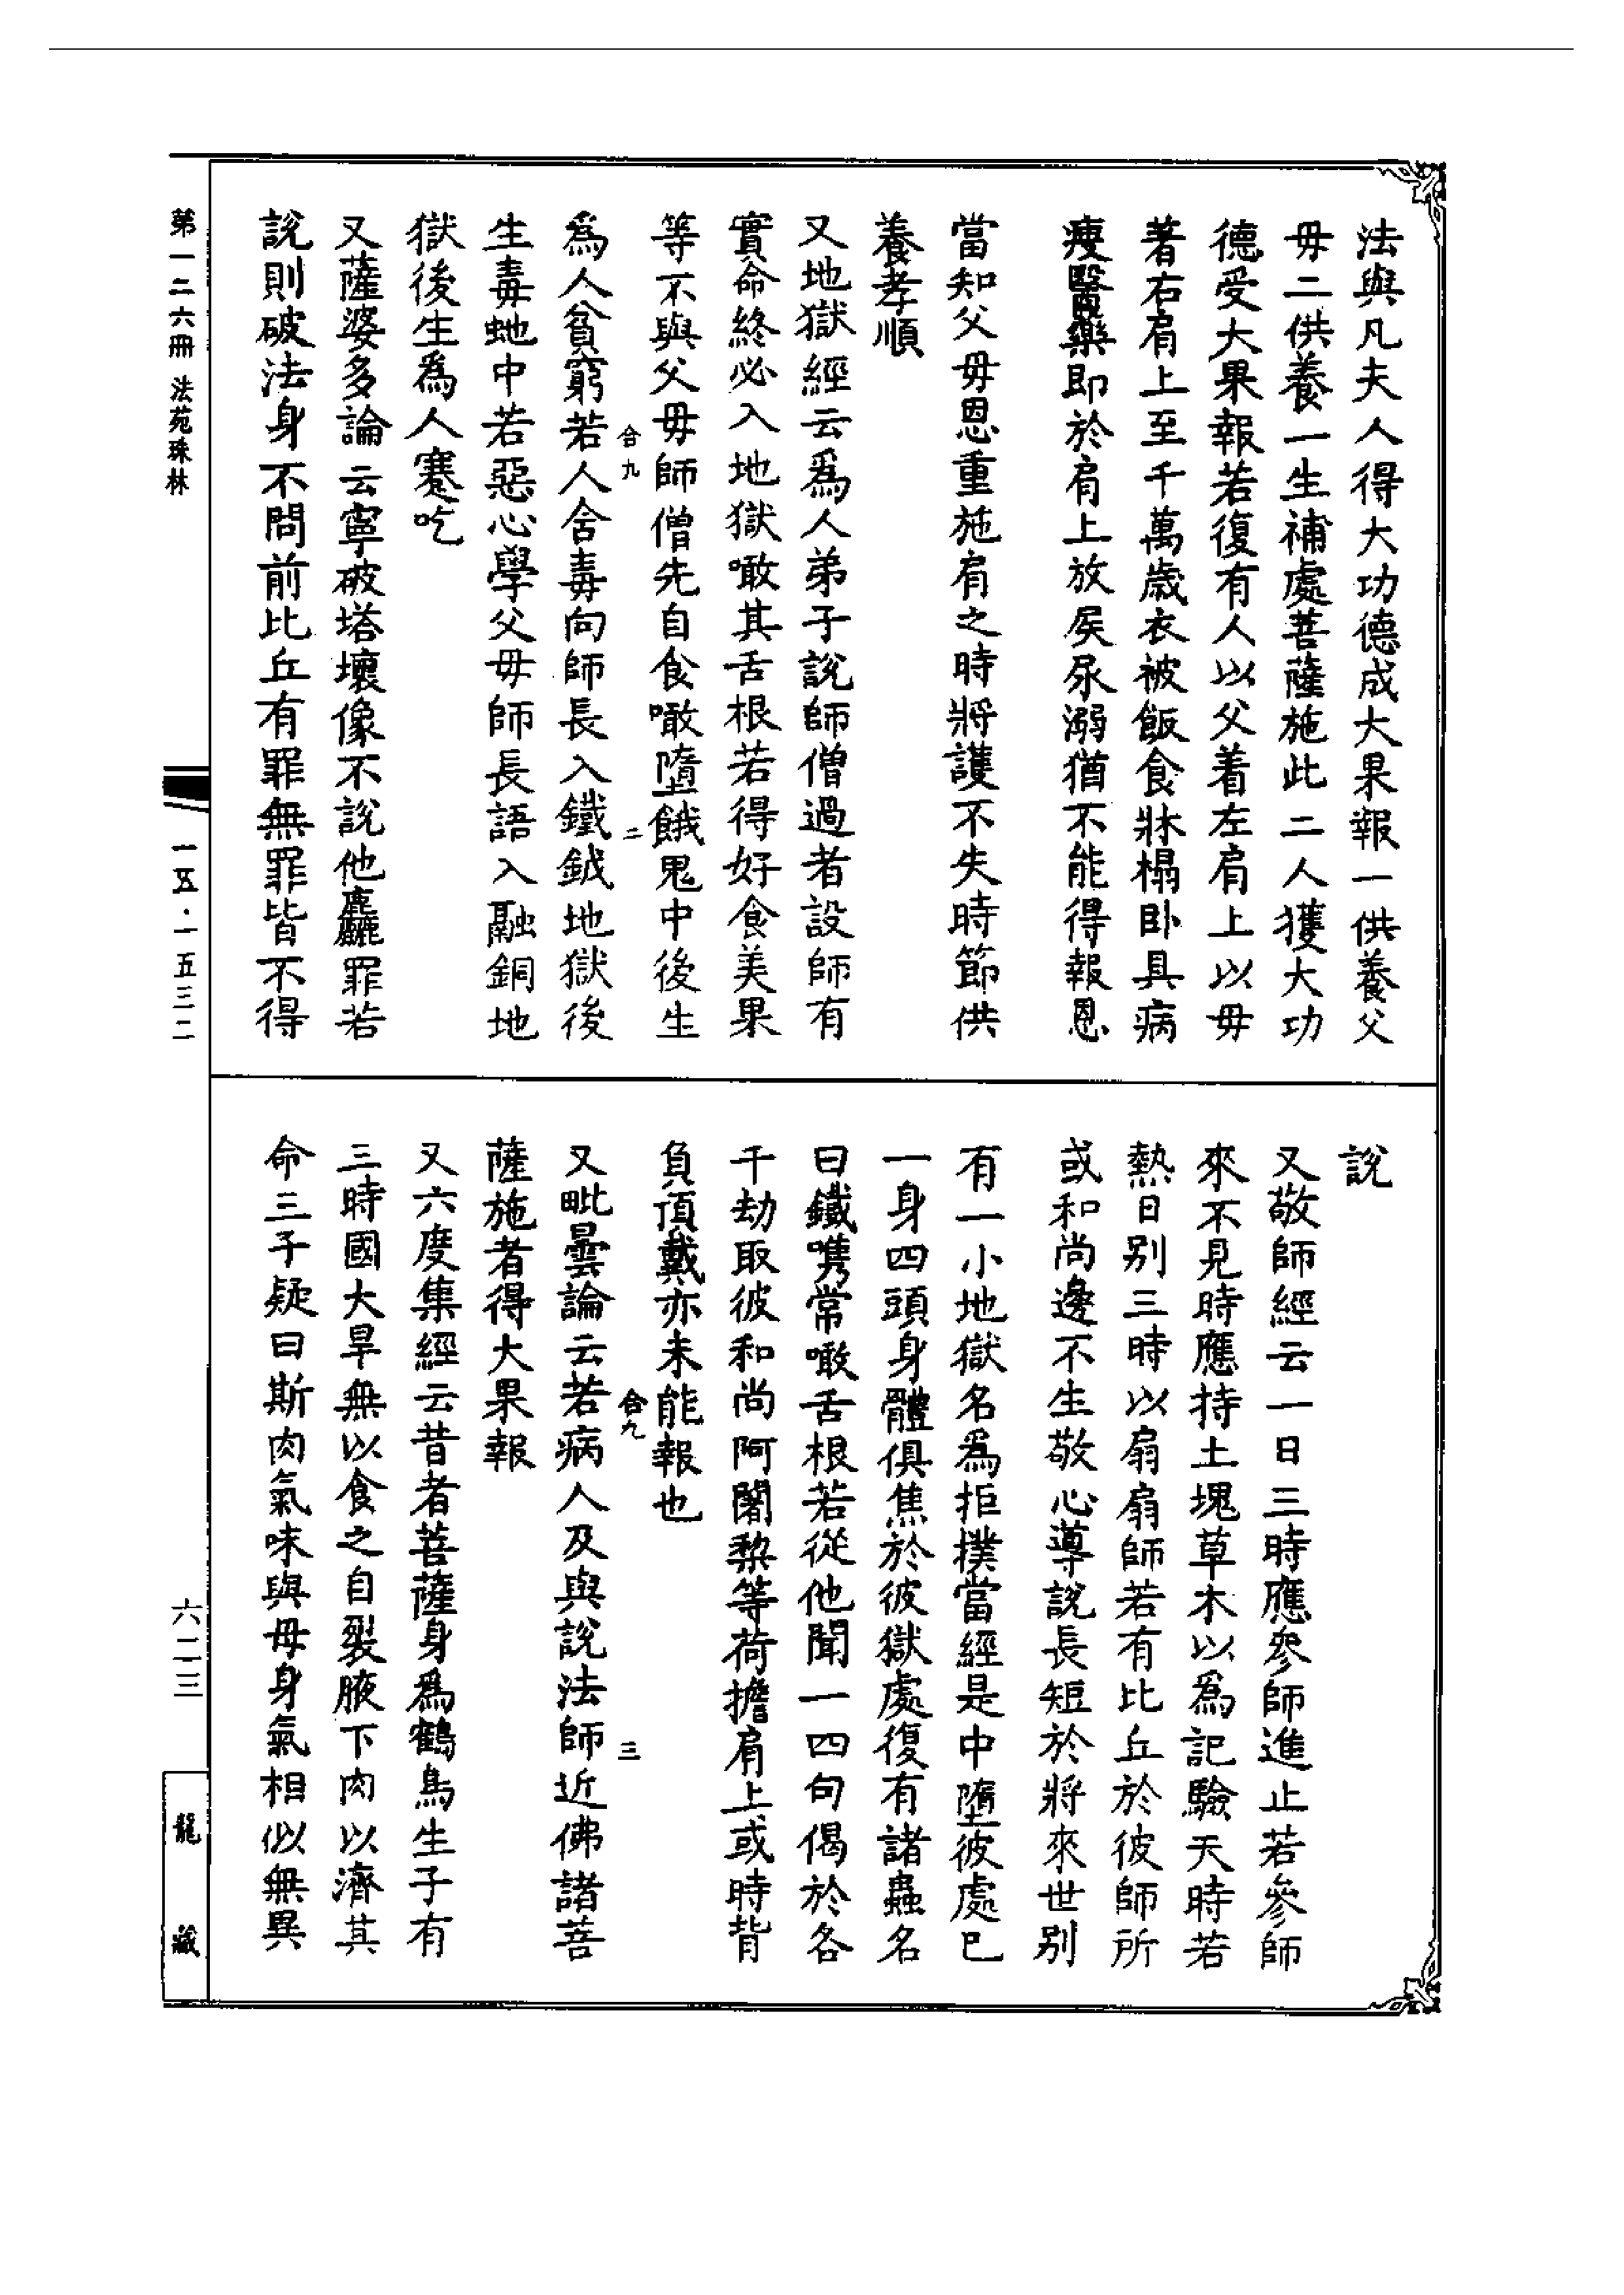 法與凡夫人得大功德成大果報一供養父
毋二供養一生補處菩薩施此二人獲大功
德受大果報若復有人以父着左肩上以毋
著右肩上至千萬歲衣被飯食牀榻卧具病
瘦醫藥即於肩上放屎尿溺猶不能得報恩
當知父毋恩重施肩之時將護不失時節供
養孝順
又地獄經云爲人弟子說師僧過者設師有
實命終必入地獄噉其舌根若得好食美果
等不與父毋師僧先自食噉墮餓鬼中後生
合九 二
爲人貧窮若人含毒向師長入鐵鉞地獄後
生毒虵中若惡心學父毋師長語入融銅地
獄後生爲人蹇吃
又薩婆多論云寧破塔壞像不說他麤罪若
說則破法身不問前比丘有罪無罪皆不得
說
又敬師經云一日三時應參師進止若參師
來不見時應持土塊草木以爲記驗天時若
熱日别三時以扇扇師若有比丘於彼師所
或和尚邊不生敬心導說長短於將來世别
有一小地獄名爲拒撲當經是中墮彼處已
一身四頭身體俱焦於彼獄處復有諸蟲名
曰鐵㗛常噉舌根若從他聞一四句偈於各
千劫取彼和尚阿闍棃等荷擔肩上或時背
負頂戴亦未能報也
合九 三
又毗曇論云若病人及與說法師近佛諸菩
薩施者得大果報
又六度集經云昔者菩薩身爲鶴鳥生子有
三時國大旱無以食之自裂腋下肉以濟其
命三子疑曰斯肉氣味與毋身氣相似無異
第一二六冊 法苑珠林
一五．一五三二
六二三
龍藏